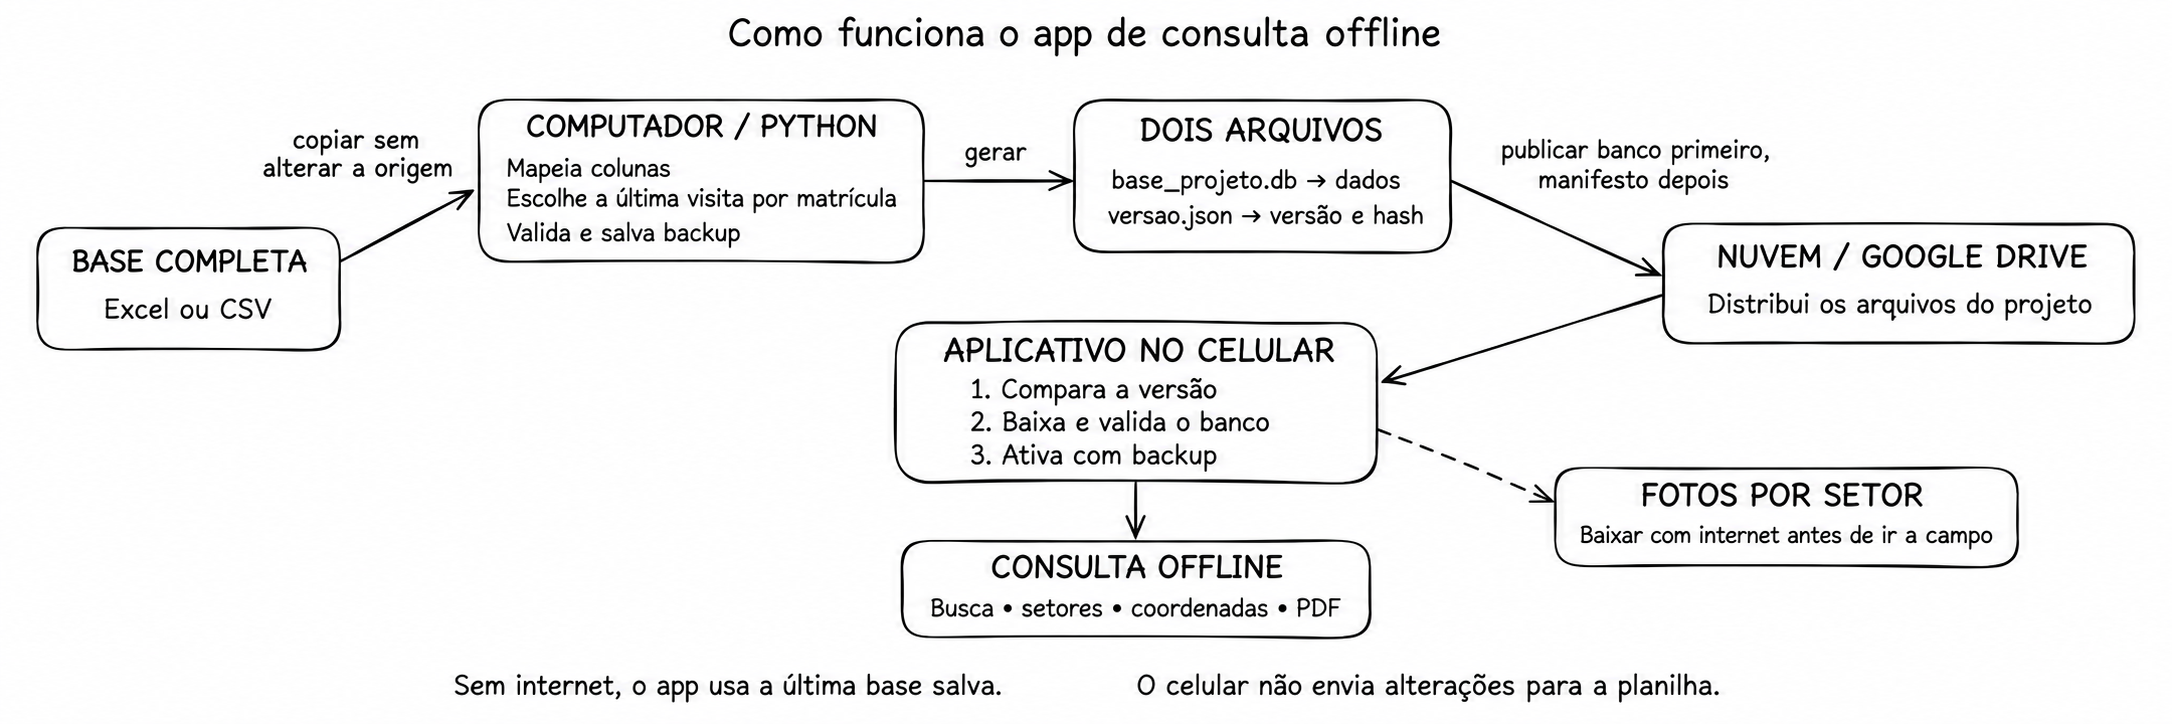 Como funciona o app de consulta offline
copiar sem
alterar a origem
BASE COMPLETA
Excel ou CSV
COMPUTADOR / PYTHON
Mapeia colunas
Escolhe a última visita por matrícula
Valida e salva backup
gerar
DOIS ARQUIVOS
base_projeto.db → dados
versao.json → versão e hash
publicar banco primeiro,
manifesto depois
NUVEM / GOOGLE DRIVE
Distribui os arquivos do projeto
APLICATIVO NO CELULAR
1. Compara a versão
2. Baixa e valida o banco
3. Ativa com backup
FOTOS POR SETOR
Baixar com internet antes de ir a campo
CONSULTA OFFLINE
Busca • setores • coordenadas • PDF
Sem internet, o app usa a última base salva.
O celular não envia alterações para a planilha.